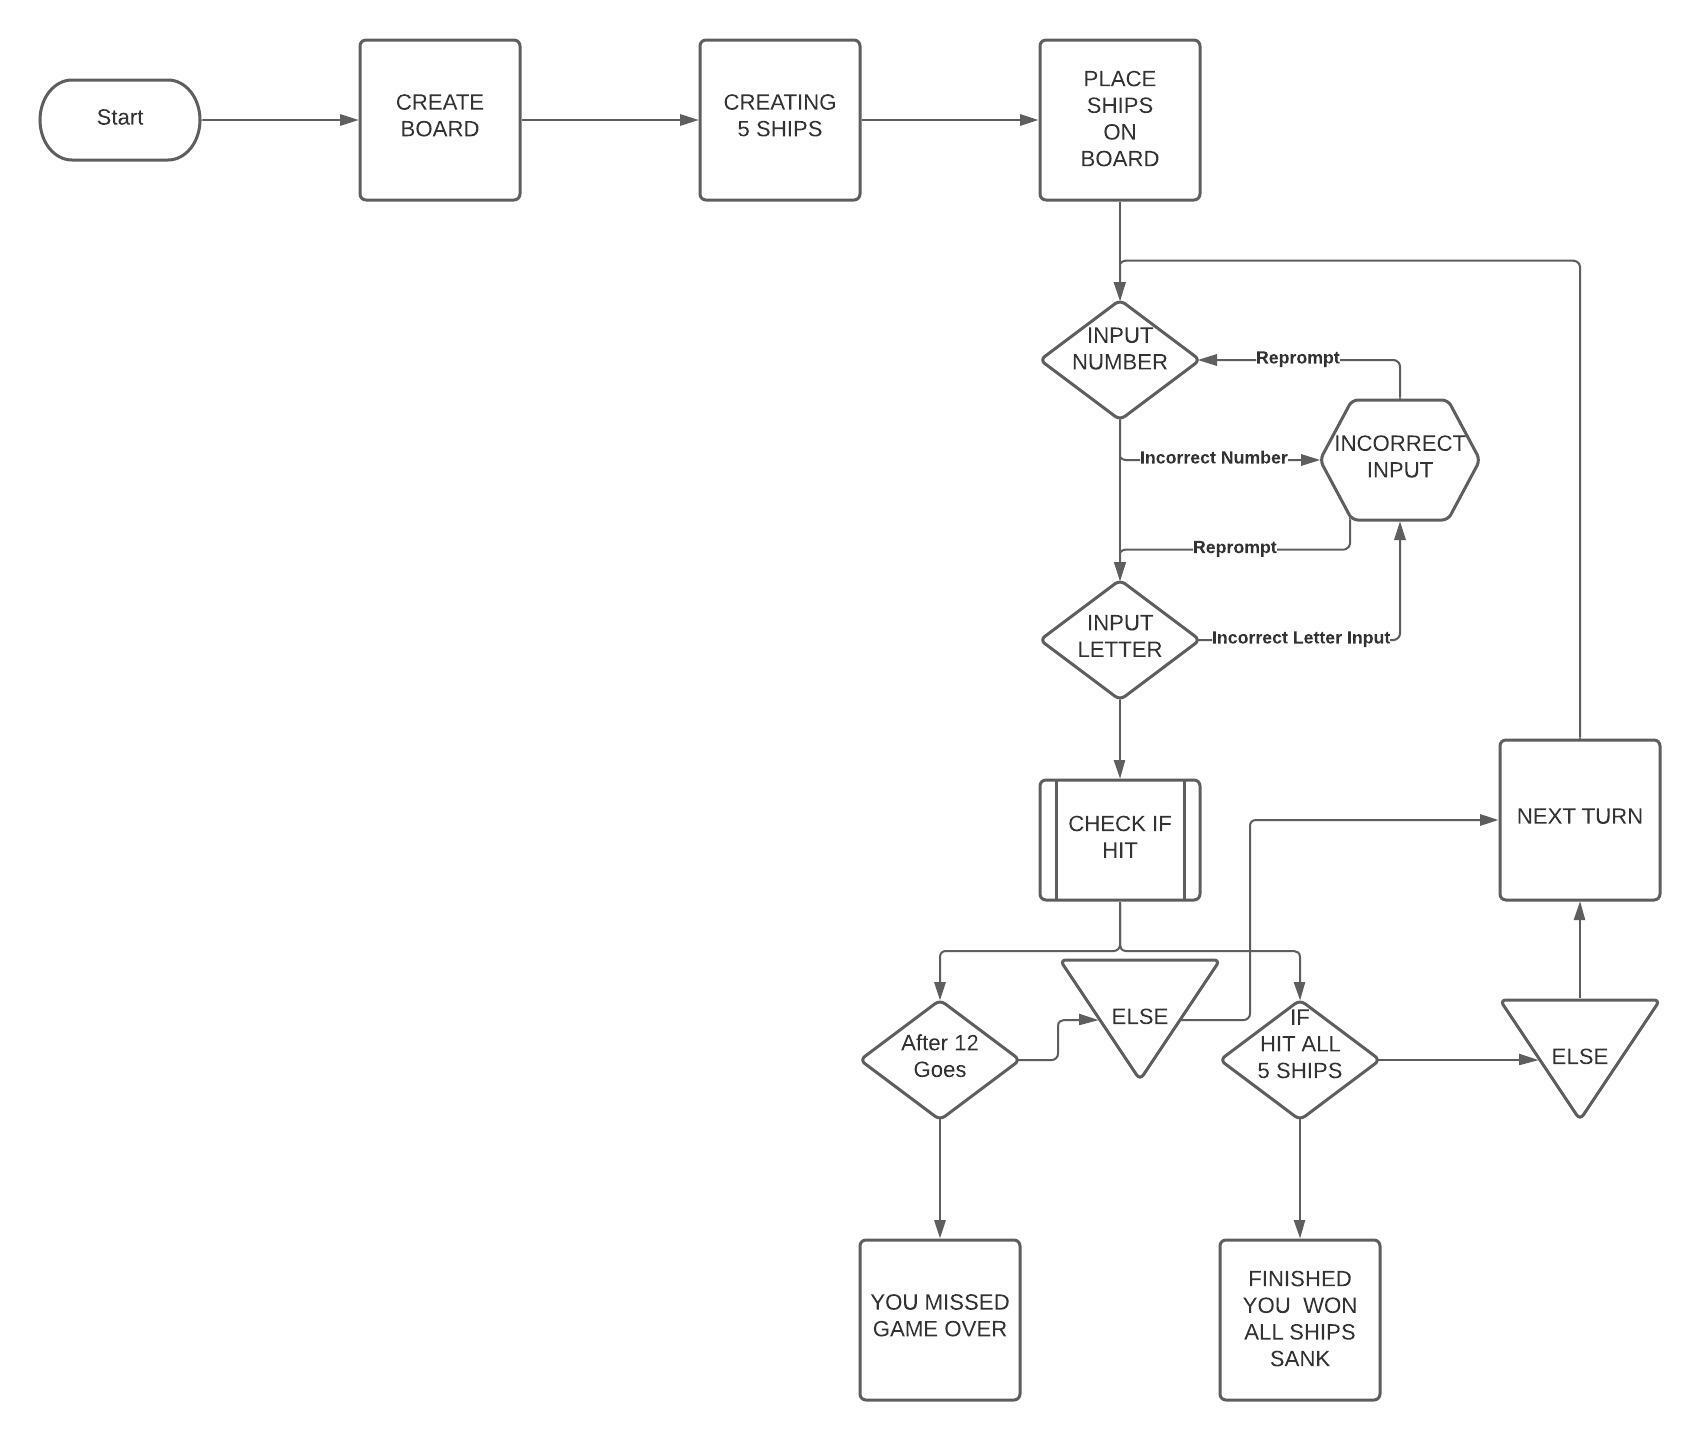 Start
CREATE
BOARD
CREATING
5 SHIPS
PLACE
SHIPS
ON
BOARD
INPUT
NUMBER
Reprompt
INCORRECT
INPUT
Incorrect Number
Reprompt
INPUT
LETTER
Incorrect Letter Input
CHECK IF
HIT
NEXT TURN
After 12
Goes
ELSE
IF
HIT ALL
5 SHIPS
ELSE
YOU MISSED
GAME OVER
FINISHED
YOU  WON
ALL SHIPS
SANK